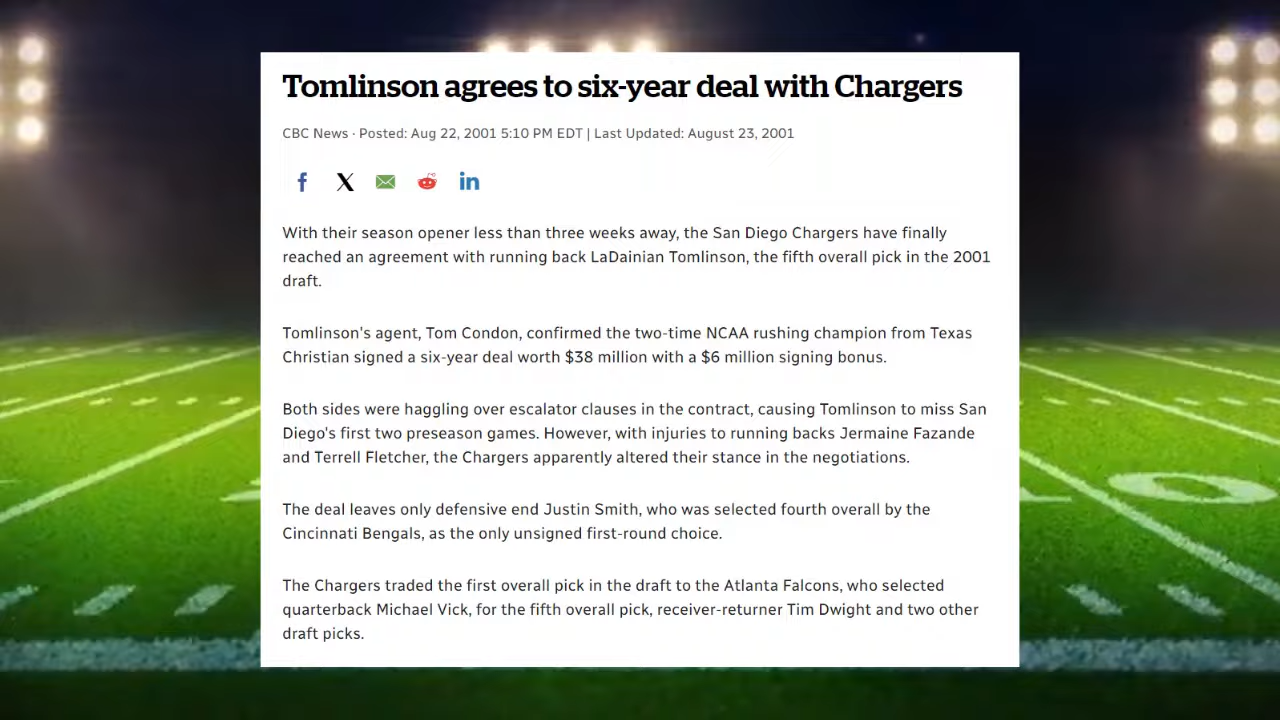 Tomlinson agrees to six-year deal with Chargers
CBC News · Posted: Aug 22, 2001 5:10 PM EDT | Last Updated: August 23, 2001
With their season opener less than three weeks away, the San Diego Chargers have finally
reached an agreement with running back LaDainian Tomlinson, the fifth overall pick in the 2001
draft.
Tomlinson's agent, Tom Condon, confirmed the two-time NCAA rushing champion from Texas
Christian signed a six-year deal worth $38 million with a $6 million signing bonus.
Both sides were haggling over escalator clauses in the contract, causing Tomlinson to miss San
Diego's first two preseason games. However, with injuries to running backs Jermaine Fazande
and Terrell Fletcher, the Chargers apparently altered their stance in the negotiations.
The deal leaves only defensive end Justin Smith, who was selected fourth overall by the
Cincinnati Bengals, as the only unsigned first-round choice.
The Chargers traded the first overall pick in the draft to the Atlanta Falcons, who selected
quarterback Michael Vick, for the fifth overall pick, receiver-returner Tim Dwight and two other
draft picks.